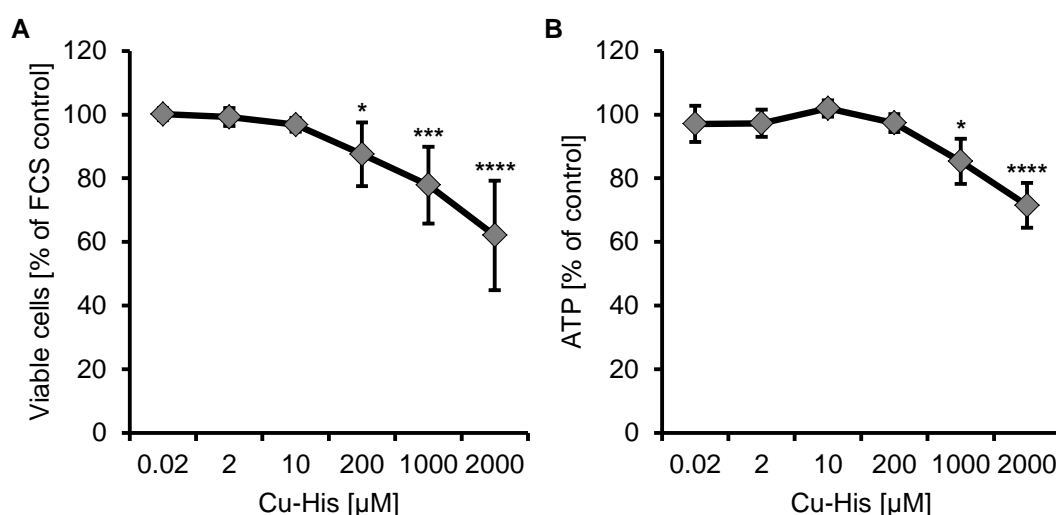 A
Viable cells [% of FCS control]
120
100
80
60
40
20
0
*
***
****
0.02 2 10 200 1000 2000
Cu-His [µM]
B
ATP [% of control]
120
100
80
60
40
20
0
*
****
0.02 2 10 200 1000 2000
Cu-His [µM]